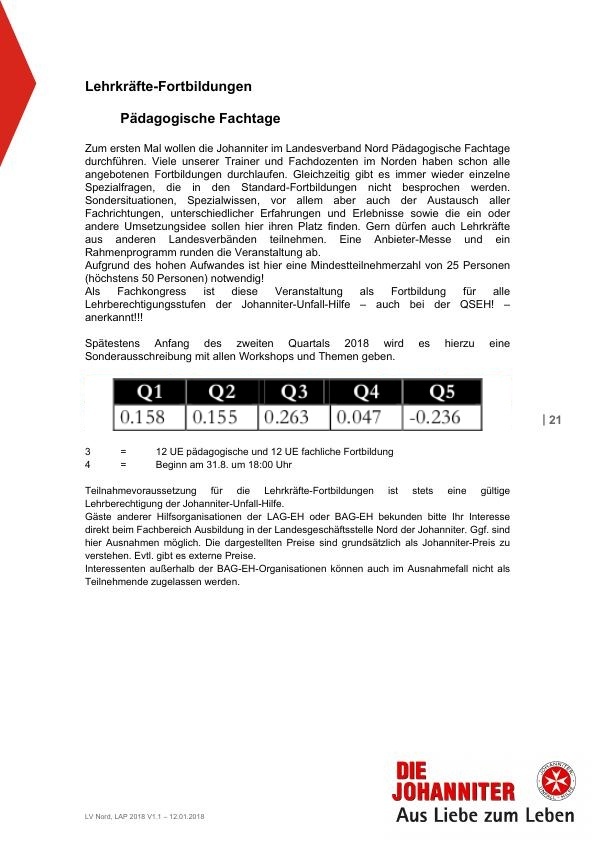 Lehrkräfte-Fortbildungen
Pädagogische Fachtage
Zum ersten Mal wollen die Johanniter im Landesverband Nord Pädagogische Fachtage
durchführen. Viele unserer Trainer und Fachdozenten im Norden haben schon alle
angebotenen Fortbildungen durchlaufen. Gleichzeitig gibt es immer wieder einzelne
Spezialfragen, die in den Standard-Fortbildungen nicht besprochen werden.
Sondersituationen, Spezialwissen, vor allem aber auch der Austausch aller
Fachrichtungen, unterschiedlicher Erfahrungen und Erlebnisse sowie die ein oder
andere Umsetzungsidee sollen hier ihren Platz finden. Gern dürfen auch Lehrkräfte
aus anderen Landesverbänden teilnehmen. Eine Anbieter-Messe und ein
Rahmenprogramm runden die Veranstaltung ab.
Aufgrund des hohen Aufwandes ist hier eine Mindestteilnehmerzahl von 25 Personen
(höchstens 50 Personen) notwendig!
Als Fachkongress ist diese Veranstaltung als Fortbildung für alle
Lehrberechtigungsstufen der Johanniter-Unfall-Hilfe – auch bei der QSEH! –
anerkannt!!!
Spätestens Anfang des zweiten Quartals 2018 wird es hierzu eine
Sonderausschreibung mit allen Workshops und Themen geben.
Q1 Q2 Q3 Q4 Q5
0.158 0.155 0.263 0.047 -0.236
| 21
3 = 12 UE pädagogische und 12 UE fachliche Fortbildung
4 = Beginn am 31.8. um 18:00 Uhr
Teilnahmevoraussetzung für die Lehrkräfte-Fortbildungen ist stets eine gültige
Lehrberechtigung der Johanniter-Unfall-Hilfe.
Gäste anderer Hilfsorganisationen der LAG-EH oder BAG-EH bekunden bitte Ihr Interesse
direkt beim Fachbereich Ausbildung in der Landesgeschäftsstelle Nord der Johanniter. Ggf. sind
hier Ausnahmen möglich. Die dargestellten Preise sind grundsätzlich als Johanniter-Preis zu
verstehen. Evtl. gibt es externe Preise.
Interessenten außerhalb der BAG-EH-Organisationen können auch im Ausnahmefall nicht als
Teilnehmende zugelassen werden.
DIE
JOHANNITER
JOHANNITER
UNFALL-HILFE
Aus Liebe zum Leben
LV Nord, LAP 2018 V1.1 – 12.01.2018